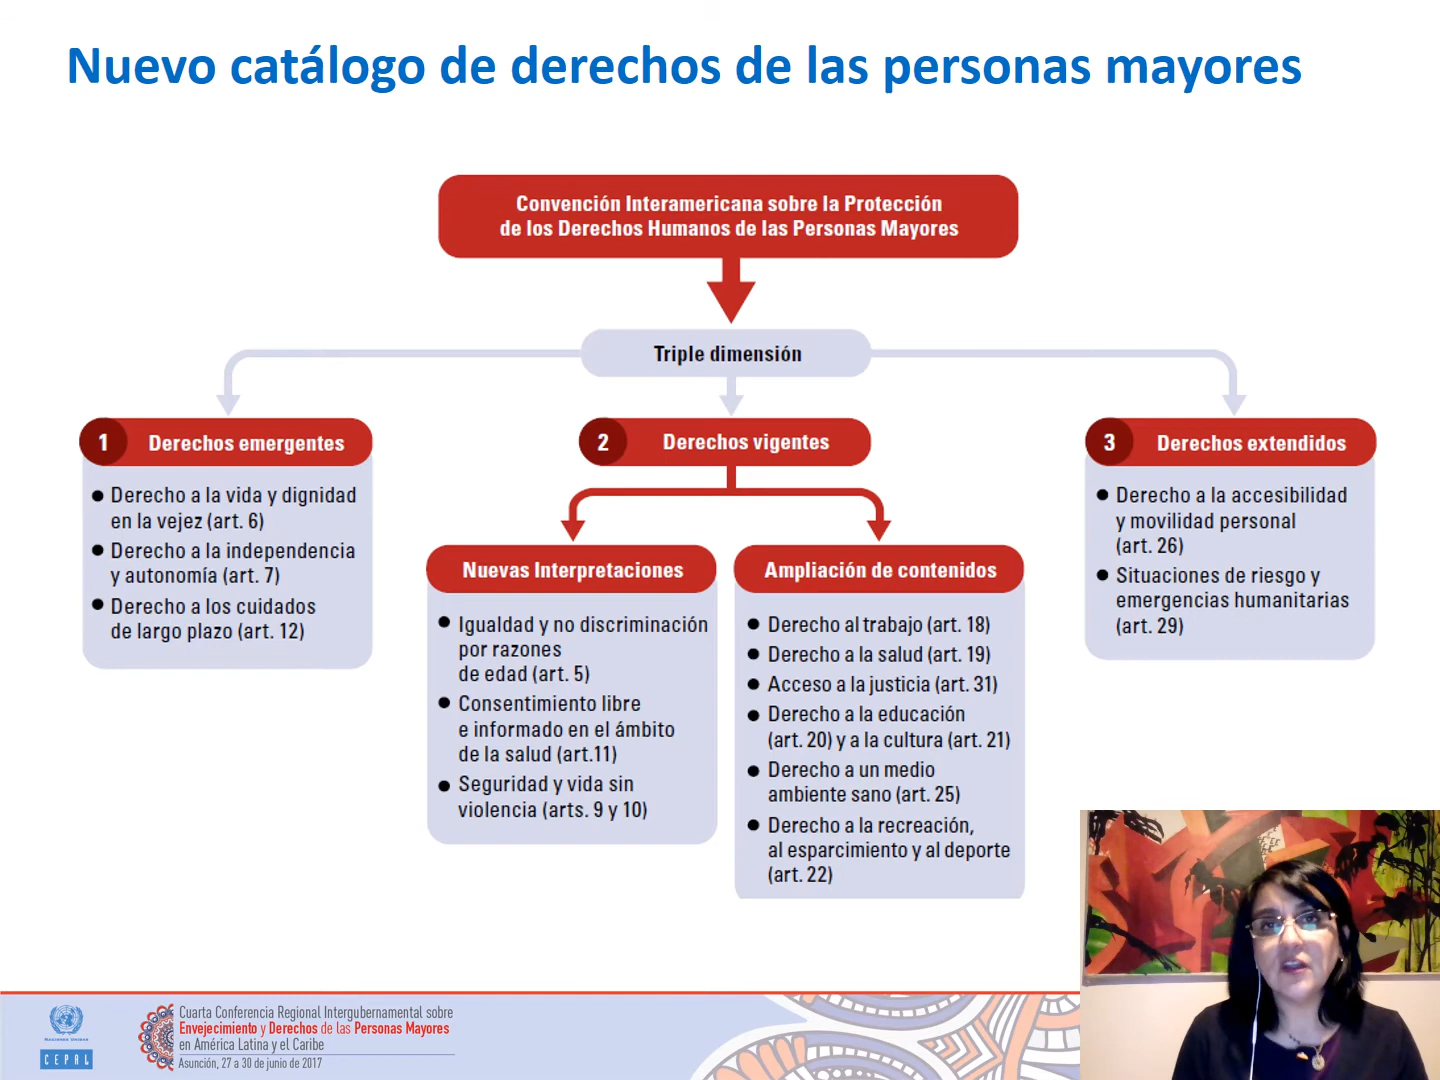 Nuevo catálogo de derechos de las personas mayores
Convención Interamericana sobre la Protección
de los Derechos Humanos de las Personas Mayores
Triple dimensión
1 Derechos emergentes
● Derecho a la vida y dignidad
en la vejez (art. 6)
● Derecho a la independencia
y autonomía (art. 7)
● Derecho a los cuidados
de largo plazo (art. 12)
2 Derechos vigentes
Nuevas Interpretaciones
● Igualdad y no discriminación
por razones
de edad (art. 5)
● Consentimiento libre
e informado en el ámbito
de la salud (art.11)
● Seguridad y vida sin
violencia (arts. 9 y 10)
Ampliación de contenidos
● Derecho al trabajo (art. 18)
● Derecho a la salud (art. 19)
● Acceso a la justicia (art. 31)
● Derecho a la educación
(art. 20) y a la cultura (art. 21)
● Derecho a un medio
ambiente sano (art. 25)
● Derecho a la recreación,
al esparcimiento y al deporte
(art. 22)
3 Derechos extendidos
● Derecho a la accesibilidad
y movilidad personal
(art. 26)
● Situaciones de riesgo y
emergencias humanitarias
(art. 29)
NACIONES UNIDAS
CEPAL
Cuarta Conferencia Regional Intergubernamental sobre
Envejecimiento y Derechos de las Personas Mayores
en América Latina y el Caribe
Asunción, 27 a 30 de junio de 2017